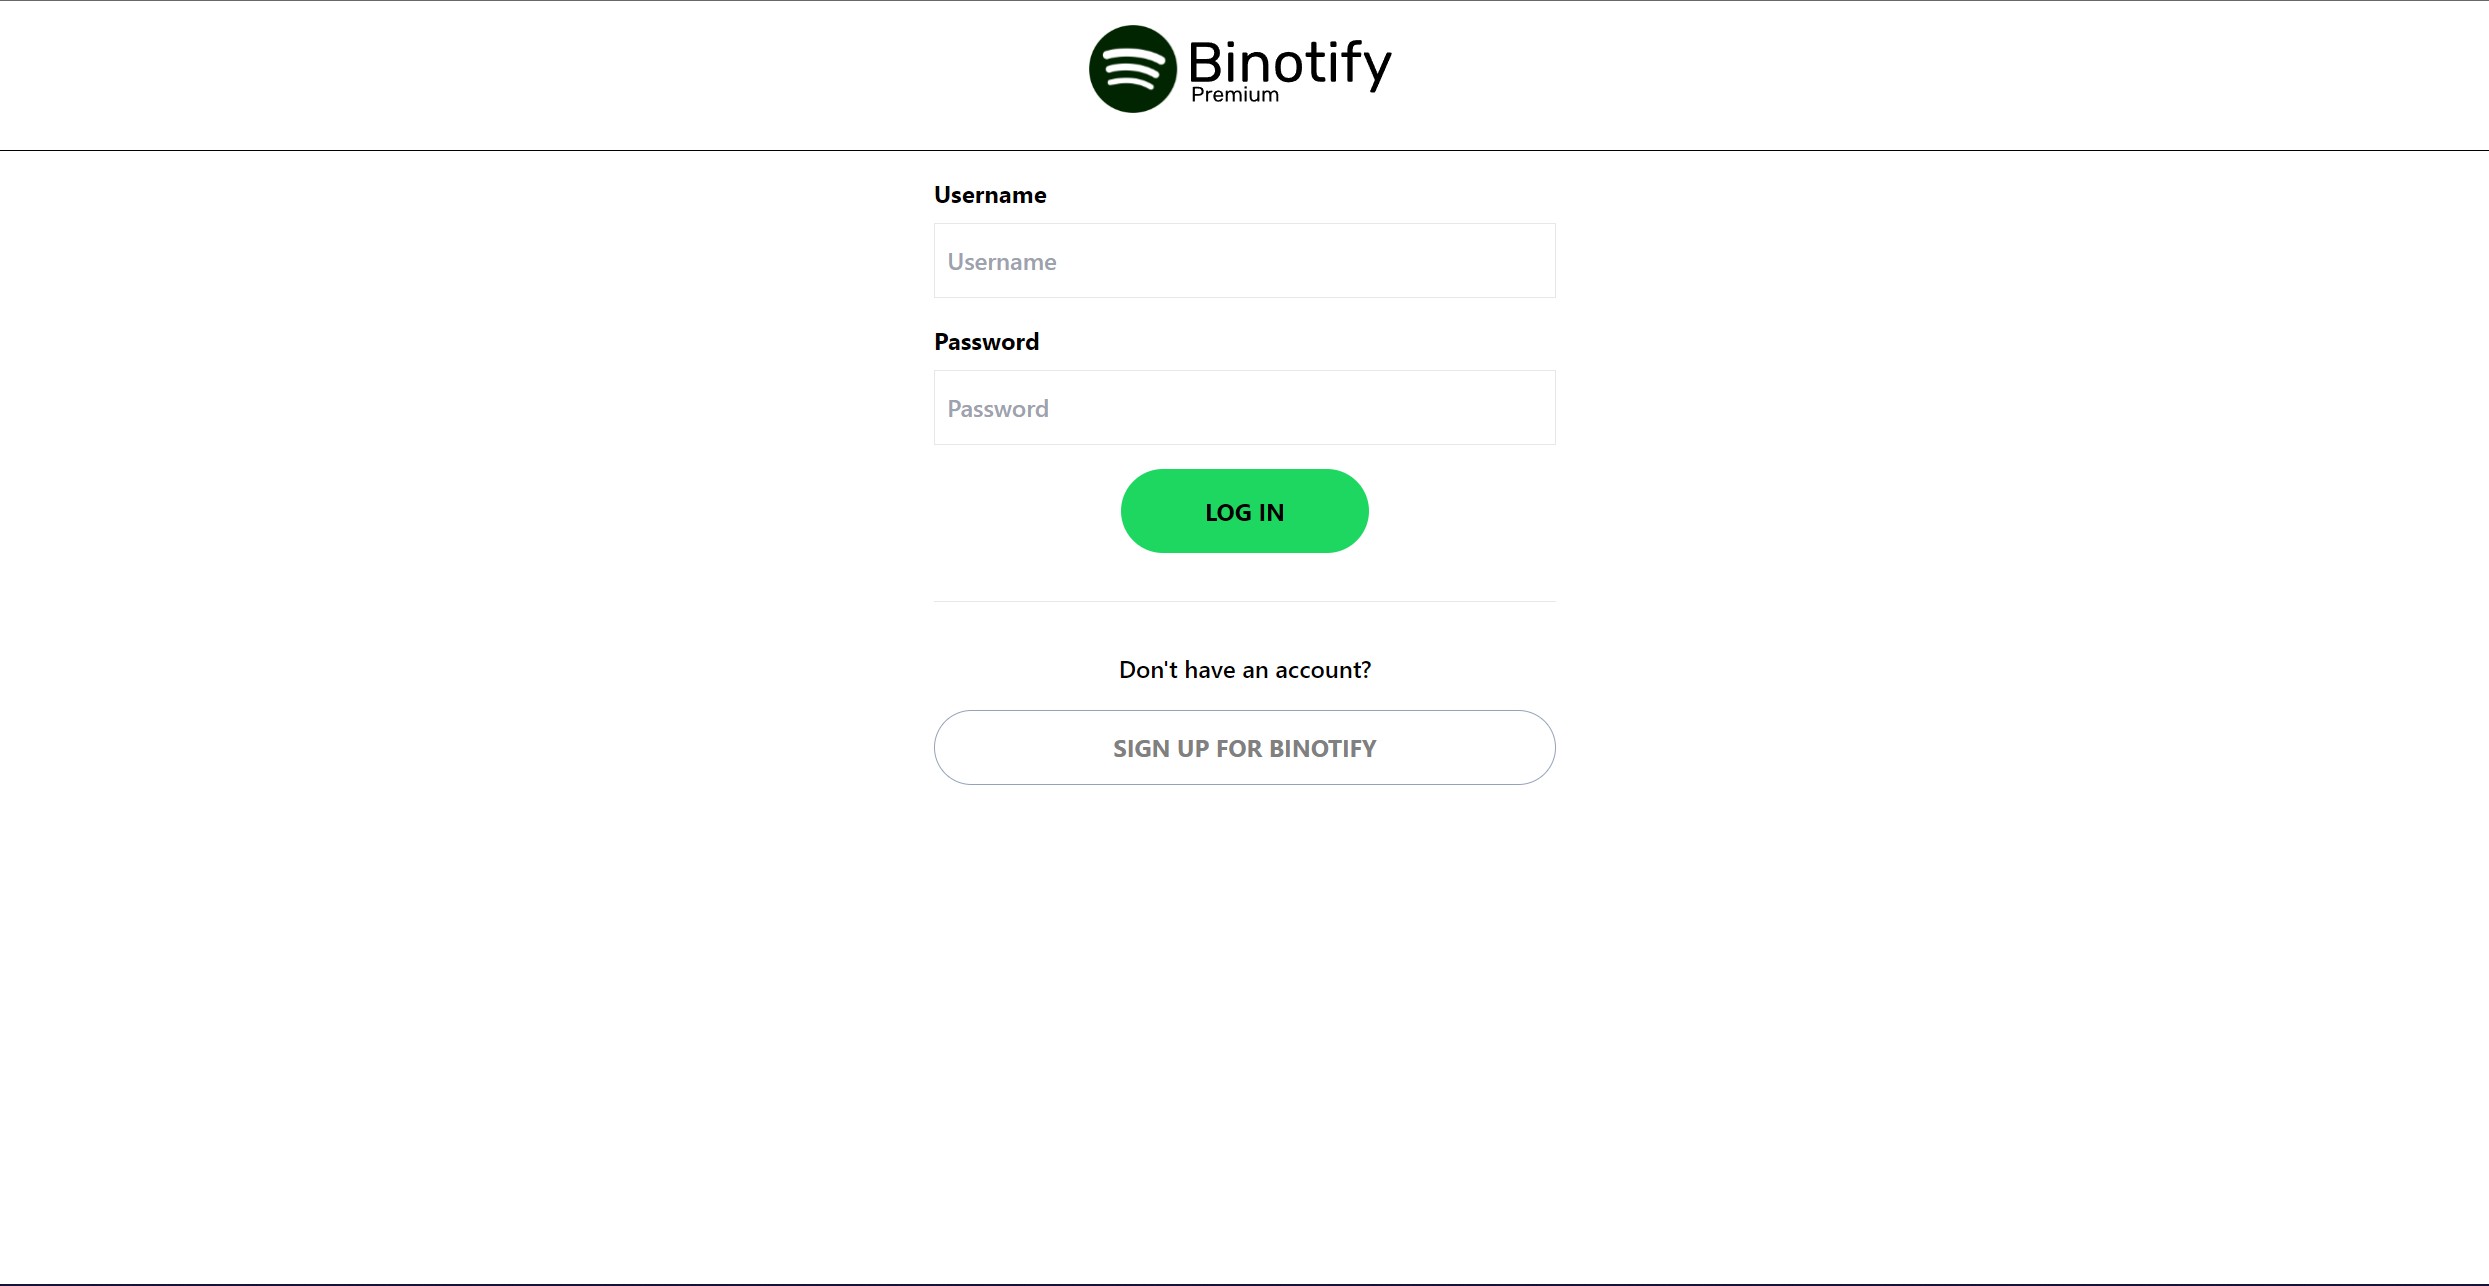 Binotify
Premium
Username
Username
Password
Password
LOG IN
Don't have an account?
SIGN UP FOR BINOTIFY